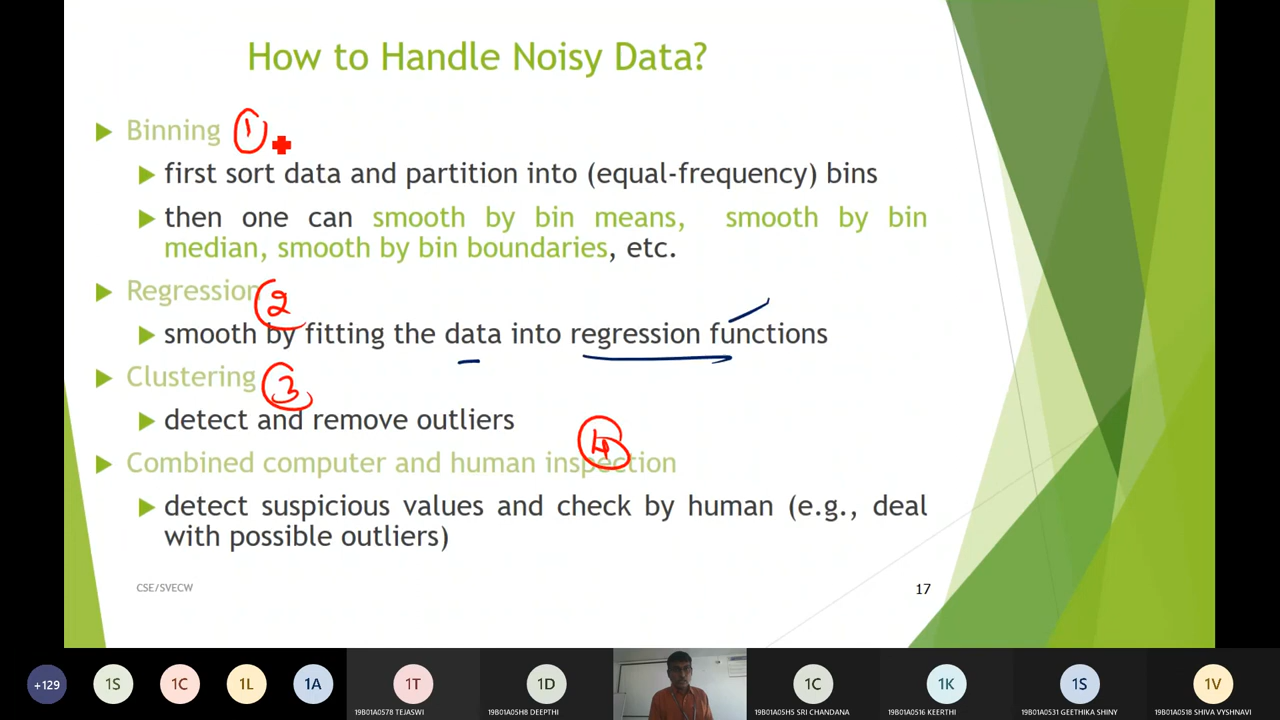 How to Handle Noisy Data?
Binning 1
first sort data and partition into (equal-frequency) bins
then one can smooth by bin means, smooth by bin
median, smooth by bin boundaries, etc.
Regression 2
smooth by fitting the data into regression functions
Clustering 3
detect and remove outliers
4
Combined computer and human inspection
detect suspicious values and check by human (e.g., deal
with possible outliers)
CSE/SVECW
17
+129 1S 1C 1L 1A 1T 1D 1C 1K 1S 1V
19B01A0578 TEJASWI 19B01A05H8 DEEPTHI 19B01A05H5 SRI CHANDANA 19B01A0516 KEERTHI 19B01A0531 GEETHIKA SHINY 19B01A0518 SHIVA VYSHNAVI